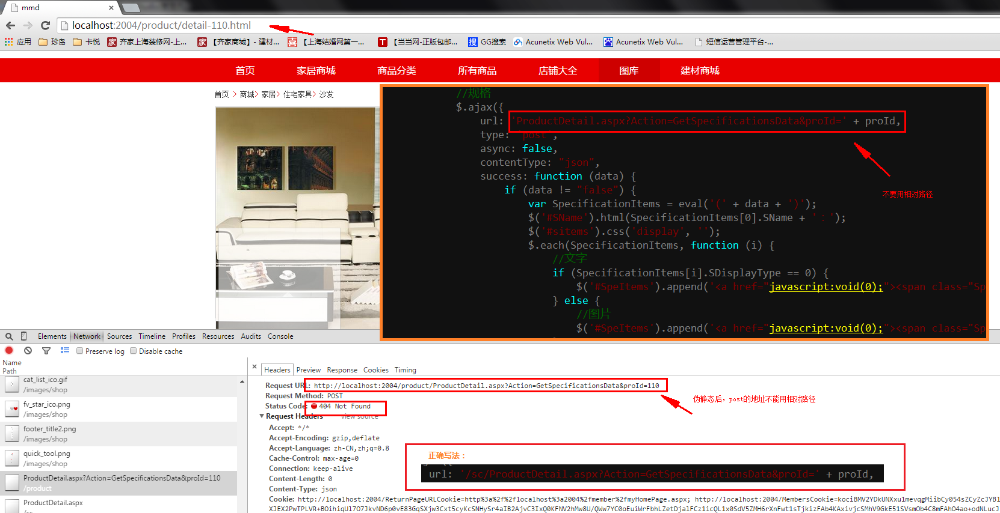 mmd
localhost:2004/product/detail-110.html
应用 珍岛 卡悦 齐家上海装修网-上... 【齐家商城】- 建材... 【上海结婚网第一... 【当当网-正版包邮... GG搜索 Acunetix Web Vul... Acunetix Web Vul... 短信运营管理平台-...
首页 家居商城 商品分类 所有商品 店铺大全 图库 建材商城
首页 > 商城> 家居> 住宅家具> 沙发
//规格
$.ajax({
url: 'ProductDetail.aspx?Action=GetSpecificationsData&proId=' + proId,
type: 'post',
async: false,
contentType: "json",
success: function (data) {
if (data != "false") {
var SpecificationItems = eval('(' + data + ')');
$('#SName').html(SpecificationItems[0].SName + ' : ');
$('#sitems').css('display', '');
$.each(SpecificationItems, function (i) {
//文字
if (SpecificationItems[i].SDisplayType == 0) {
$('#SpeItems').append('<a href="javascript:void(0);"><span class="Sp
} else {
//图片
$('#SpeItems').append('<a href="javascript:void(0);"><span class="Sp
不要用相对路径
Elements Network Sources Timeline Profiles Resources Audits Console
Preserve log Disable cache
Name
Path
cat_list_ico.gif
/images/shop
fv_star_ico.png
/images/shop
footer_title2.png
/images/shop
quick_tool.png
/images/shop
ProductDetail.aspx?Action=GetSpecificationsData&proId=110
/product
ProductDetail.aspx
/sc
× Headers Preview Response Cookies Timing
Request URL: http://localhost:2004/product/ProductDetail.aspx?Action=GetSpecificationsData&proId=110
Request Method: POST
Status Code: 404 Not Found
Request Headers view source
Accept: */*
Accept-Encoding: gzip,deflate
Accept-Language: zh-CN,zh;q=0.8
Cache-Control: max-age=0
Connection: keep-alive
Content-Length: 0
Content-Type: json
Cookie: http://localhost:2004/ReturnPageURLCookie=http%3a%2f%2flocalhost%3a2004%2fmember%2fmyHomePage.aspx; http://localhost:2004/MembersCookie=kociBMV2YDkUNXxu1mevqgMiibCy054sZCyZcJYBl
伪静态后，post的地址不能用相对路径
正确写法：
url: '/sc/ProductDetail.aspx?Action=GetSpecificationsData&proId=' + proId,